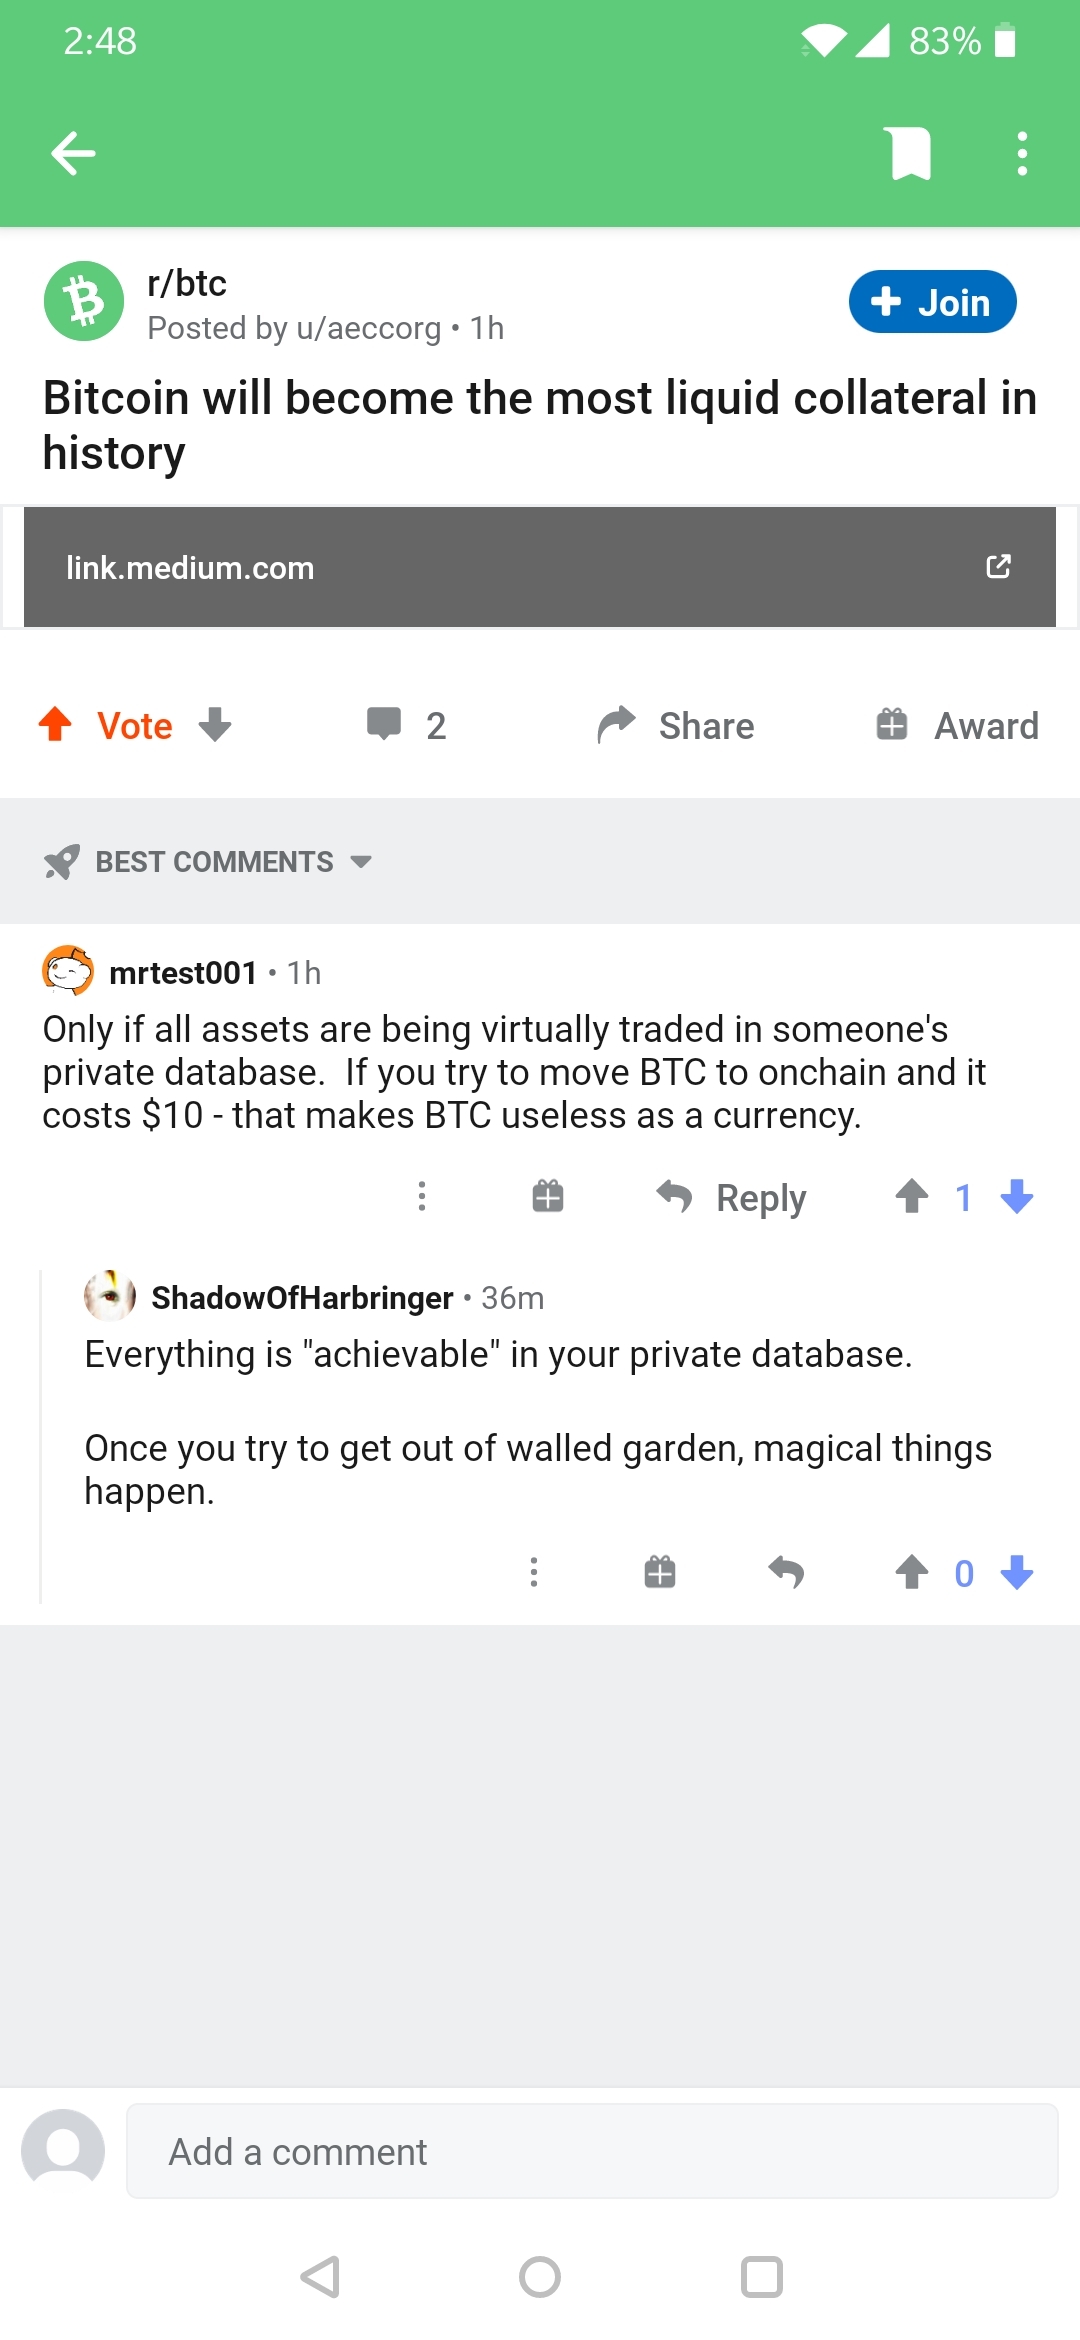 2:48
83%
r/btc
Posted by u/aeccorg • 1h
Join
Bitcoin will become the most liquid collateral in
history
link.medium.com
Vote
2
Share
Award
BEST COMMENTS
mrtest001 • 1h
Only if all assets are being virtually traded in someone's
private database.  If you try to move BTC to onchain and it
costs $10 - that makes BTC useless as a currency.
Reply
1
ShadowOfHarbringer • 36m
Everything is "achievable" in your private database.
Once you try to get out of walled garden, magical things
happen.
0
Add a comment